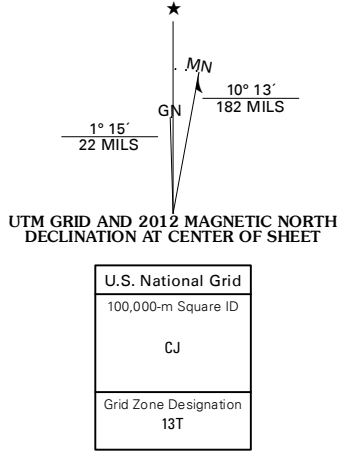 ★
MN
GN
10° 13´
182 MILS
1° 15´
22 MILS
UTM GRID AND 2012 MAGNETIC NORTH
DECLINATION AT CENTER OF SHEET
U.S. National Grid
100,000-m Square ID
CJ
Grid Zone Designation
13T